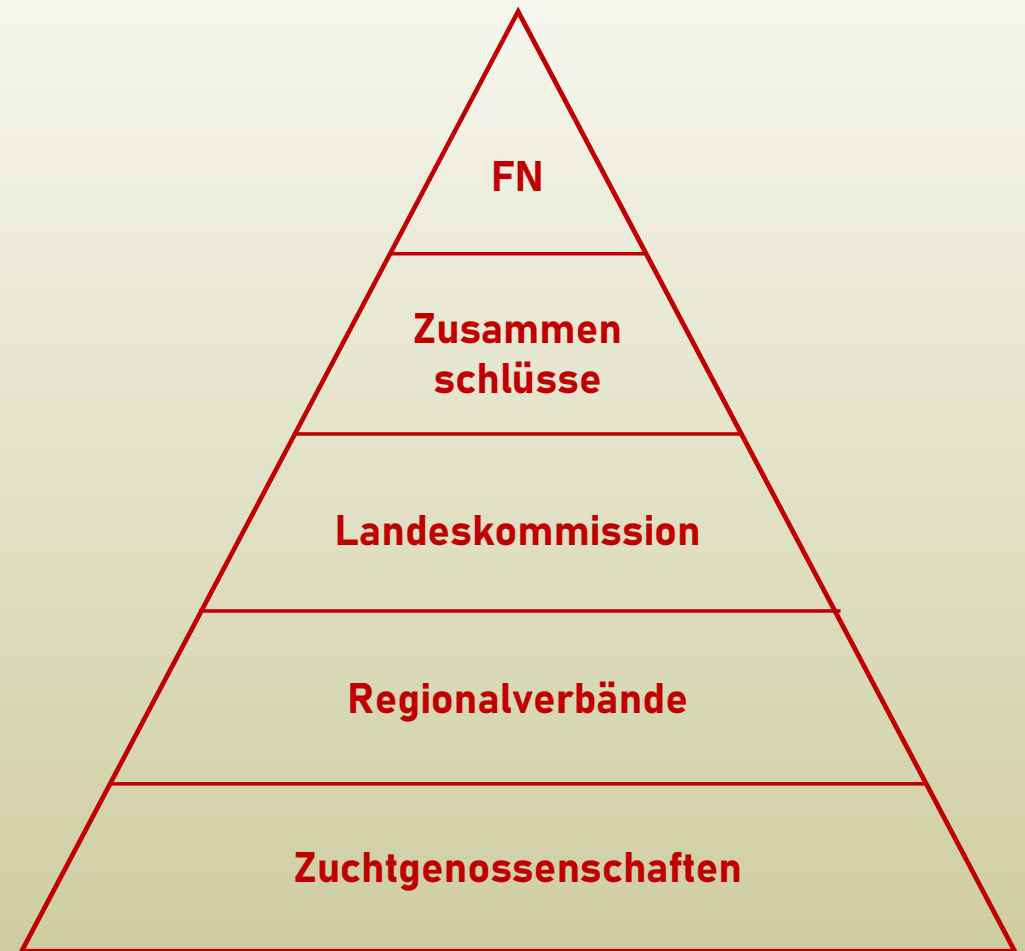 FN
Zusammen
schlüsse
Landeskommission
Regionalverbände
Zuchtgenossenschaften